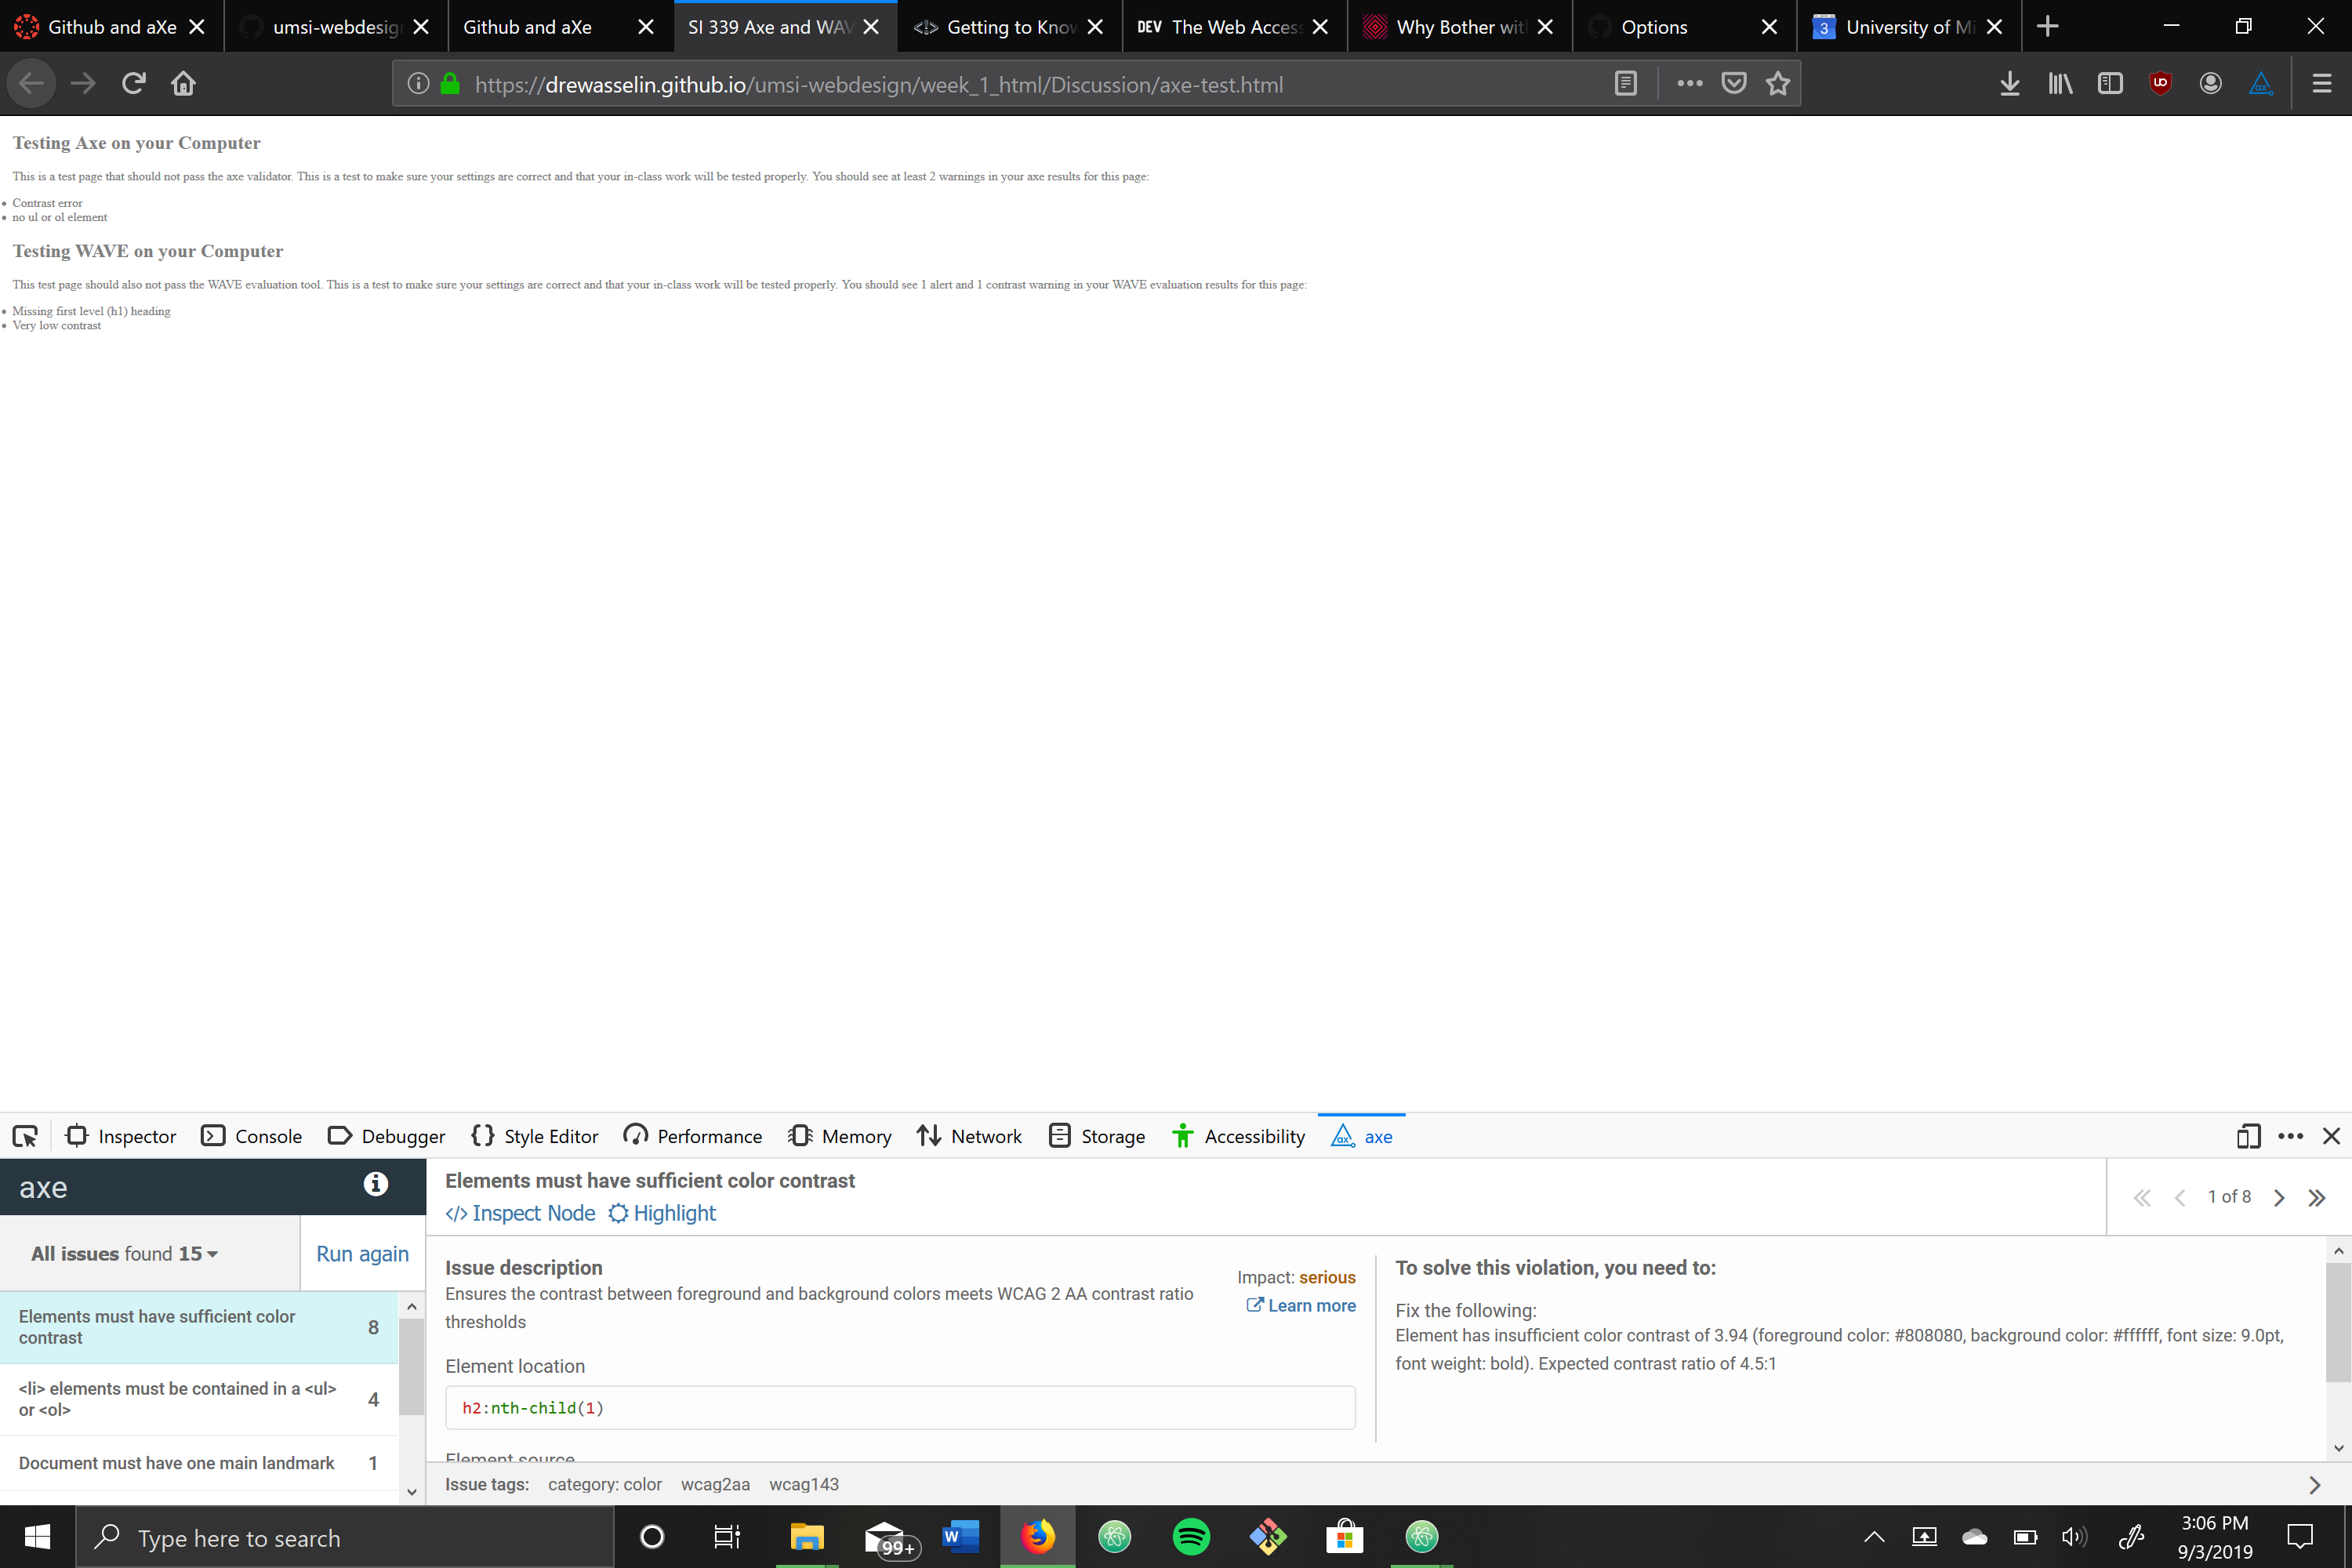 Github and aXe
umsi-webdesig
Github and aXe
SI 339 Axe and WAV
Getting to Know
DEV The Web Access
Why Bother wit
Options
3 University of Mi
https://drewasselin.github.io/umsi-webdesign/week_1_html/Discussion/axe-test.html
Testing Axe on your Computer
This is a test page that should not pass the axe validator. This is a test to make sure your settings are correct and that your in-class work will be tested properly. You should see at least 2 warnings in your axe results for this page:
Contrast error
no ul or ol element
Testing WAVE on your Computer
This test page should also not pass the WAVE evaluation tool. This is a test to make sure your settings are correct and that your in-class work will be tested properly. You should see 1 alert and 1 contrast warning in your WAVE evaluation results for this page:
Missing first level (h1) heading
Very low contrast
Inspector Console Debugger Style Editor Performance Memory Network Storage Accessibility axe
axe
All issues found 15
Run again
Elements must have sufficient color
contrast
8
<li> elements must be contained in a <ul>
or <ol>
4
Document must have one main landmark 1
Elements must have sufficient color contrast
</> Inspect Node Highlight
1 of 8
Issue description
Ensures the contrast between foreground and background colors meets WCAG 2 AA contrast ratio
thresholds
Impact: serious
Learn more
Element location
h2:nth-child(1)
Element source
To solve this violation, you need to:
Fix the following:
Element has insufficient color contrast of 3.94 (foreground color: #808080, background color: #ffffff, font size: 9.0pt,
font weight: bold). Expected contrast ratio of 4.5:1
Issue tags: category: color wcag2aa wcag143
Type here to search
99+
3:06 PM
9/3/2019